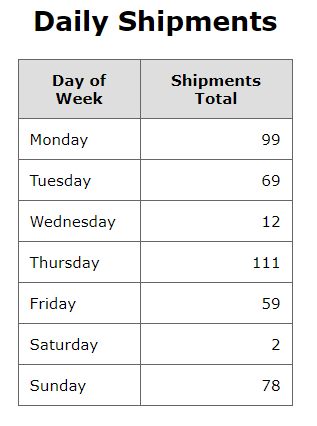 Daily Shipments
Day of Week Shipments Total
Monday 99
Tuesday 69
Wednesday 12
Thursday 111
Friday 59
Saturday 2
Sunday 78